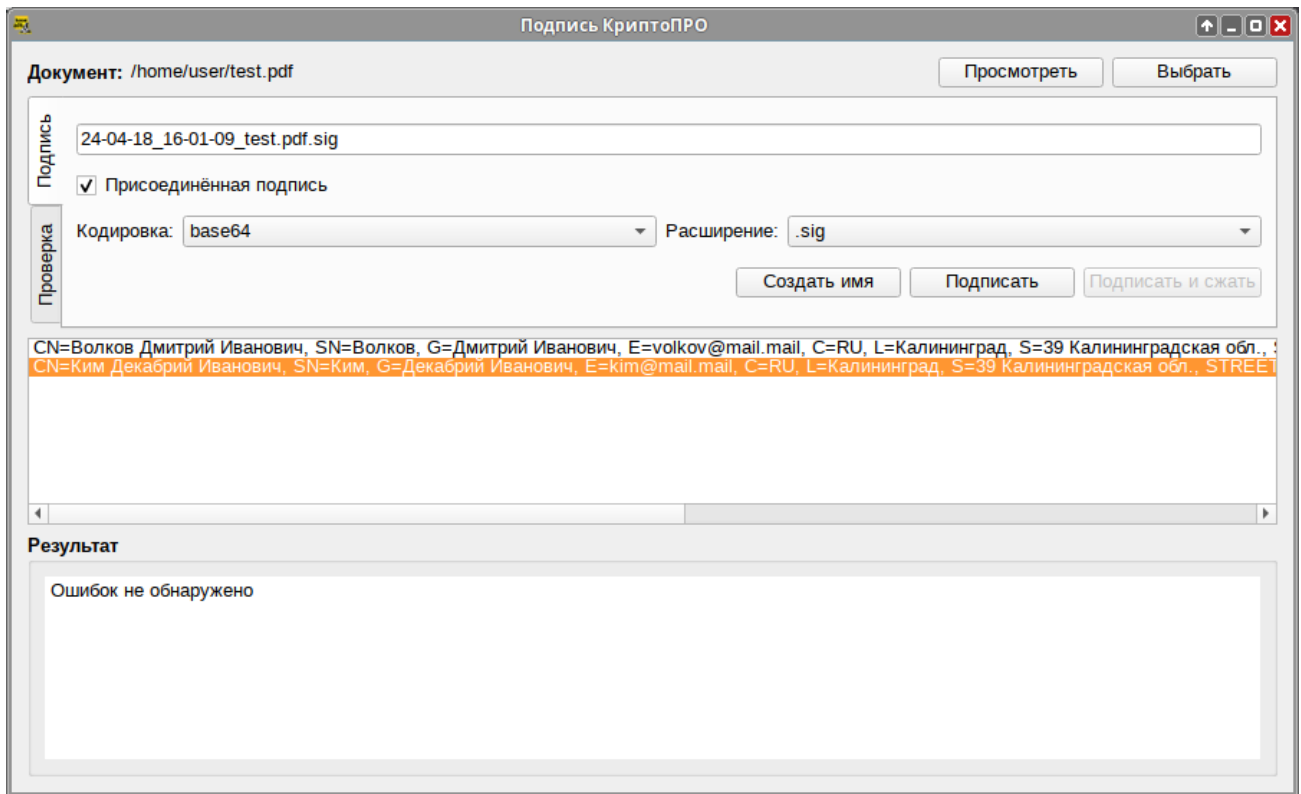 Подпись КриптоПРО
Документ: /home/user/test.pdf Просмотреть Выбрать
Подпись
24-04-18_16-01-09_test.pdf.sig
Присоединённая подпись
Проверка
Кодировка: base64 Расширение: .sig
Создать имя Подписать Подписать и сжать
CN=Волков Дмитрий Иванович, SN=Волков, G=Дмитрий Иванович, E=volkov@mail.mail, C=RU, L=Калининград, S=39 Калининградская обл.,
CN=Ким Декабрий Иванович, SN=Ким, G=Декабрий Иванович, E=kim@mail.mail, C=RU, L=Калининград, S=39 Калининградская обл., STREET
Результат
Ошибок не обнаружено